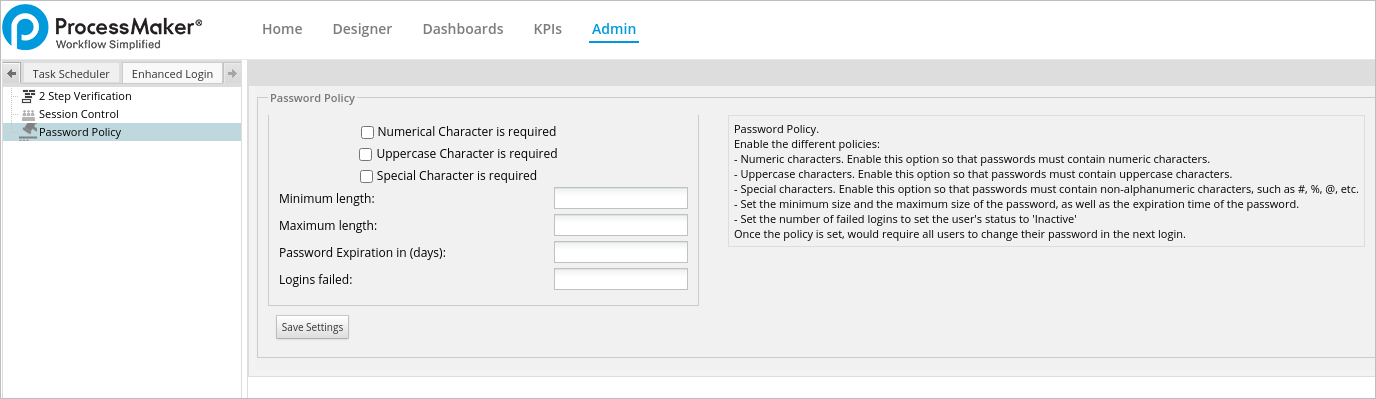 ProcessMaker®
Workflow Simplified
Home Designer Dashboards KPIs Admin
Task Scheduler Enhanced Login
2 Step Verification
Session Control
Password Policy
Password Policy
Numerical Character is required
Uppercase Character is required
Special Character is required
Minimum length:
Maximum length:
Password Expiration in (days):
Logins failed:
Save Settings
Password Policy.
Enable the different policies:
- Numeric characters. Enable this option so that passwords must contain numeric characters.
- Uppercase characters. Enable this option so that passwords must contain uppercase characters.
- Special characters. Enable this option so that passwords must contain non-alphanumeric characters, such as #, %, @, etc.
- Set the minimum size and the maximum size of the password, as well as the expiration time of the password.
- Set the number of failed logins to set the user's status to 'Inactive'
Once the policy is set, would require all users to change their password in the next login.